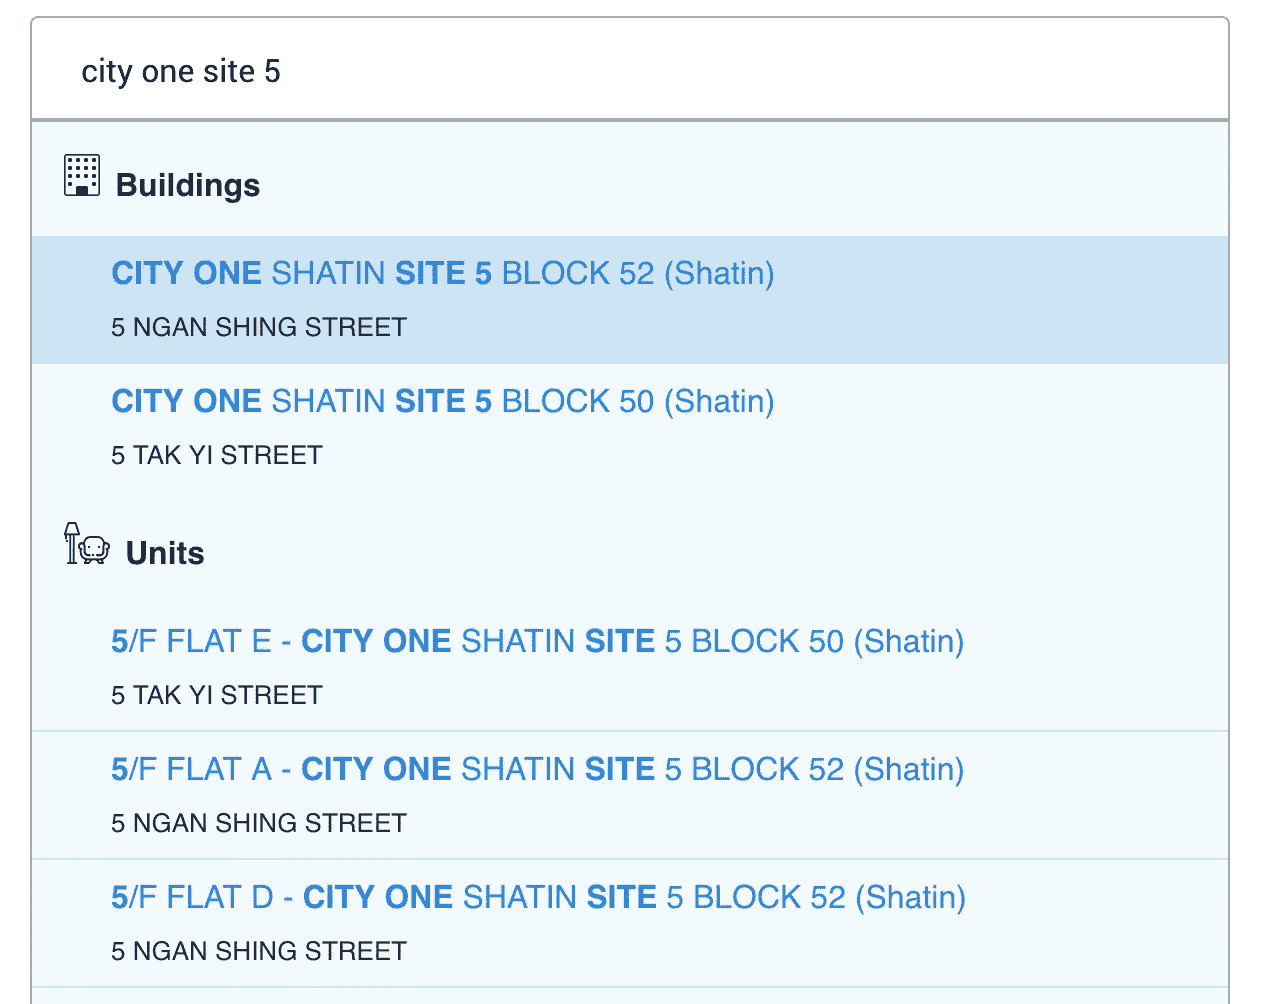 city one site 5
Buildings
CITY ONE SHATIN SITE 5 BLOCK 52 (Shatin)
5 NGAN SHING STREET
CITY ONE SHATIN SITE 5 BLOCK 50 (Shatin)
5 TAK YI STREET
Units
5/F FLAT E - CITY ONE SHATIN SITE 5 BLOCK 50 (Shatin)
5 TAK YI STREET
5/F FLAT A - CITY ONE SHATIN SITE 5 BLOCK 52 (Shatin)
5 NGAN SHING STREET
5/F FLAT D - CITY ONE SHATIN SITE 5 BLOCK 52 (Shatin)
5 NGAN SHING STREET